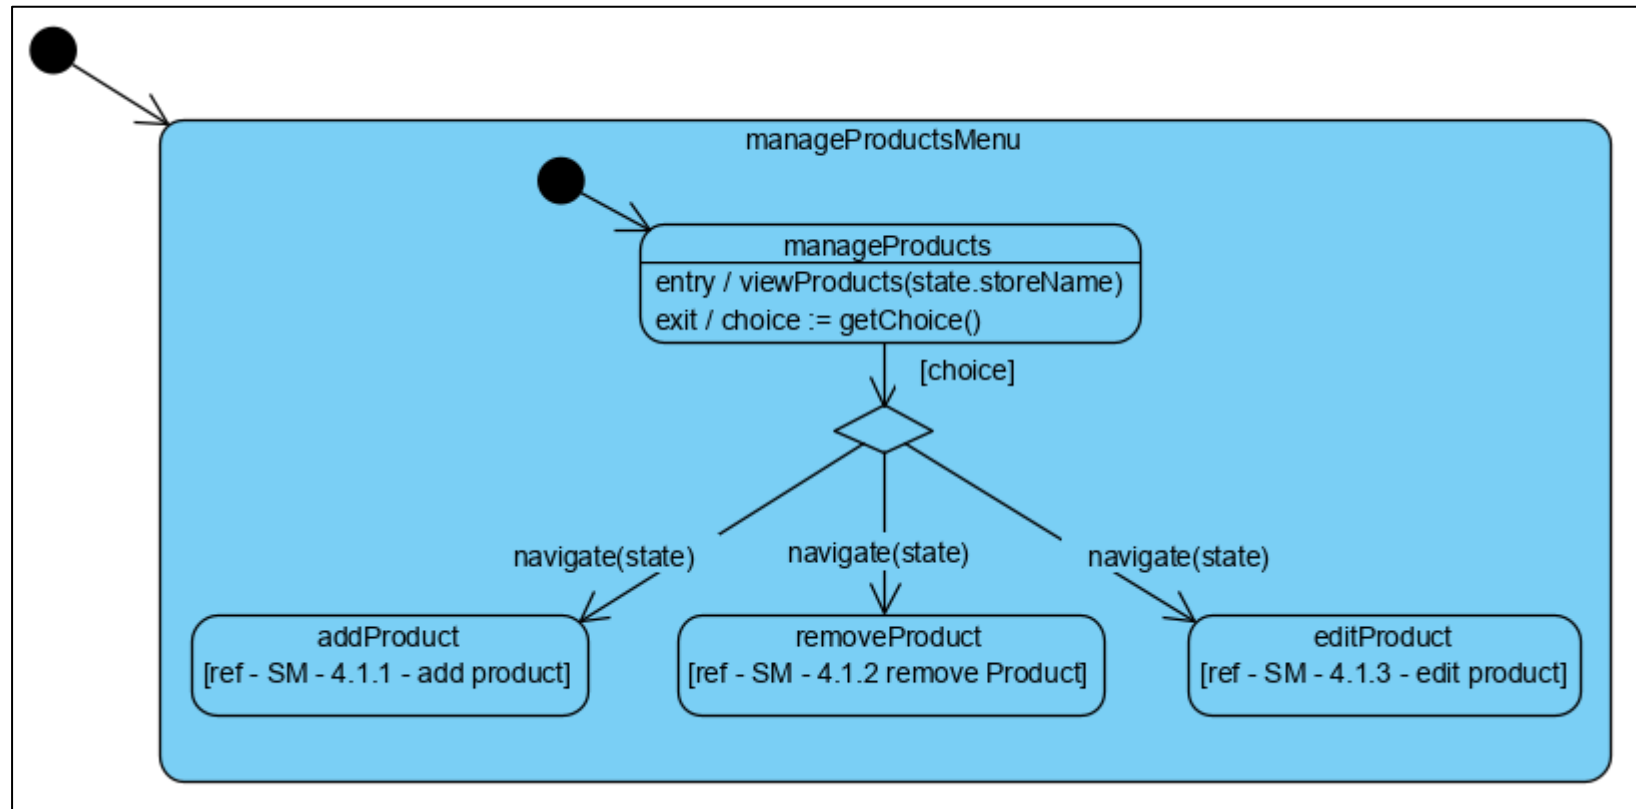 manageProductsMenu
manageProducts
entry / viewProducts(state.storeName)
exit / choice := getChoice()
[choice]
navigate(state)
navigate(state)
navigate(state)
addProduct
[ref - SM - 4.1.1 - add product]
removeProduct
[ref - SM - 4.1.2 remove Product]
editProduct
[ref - SM - 4.1.3 - edit product]